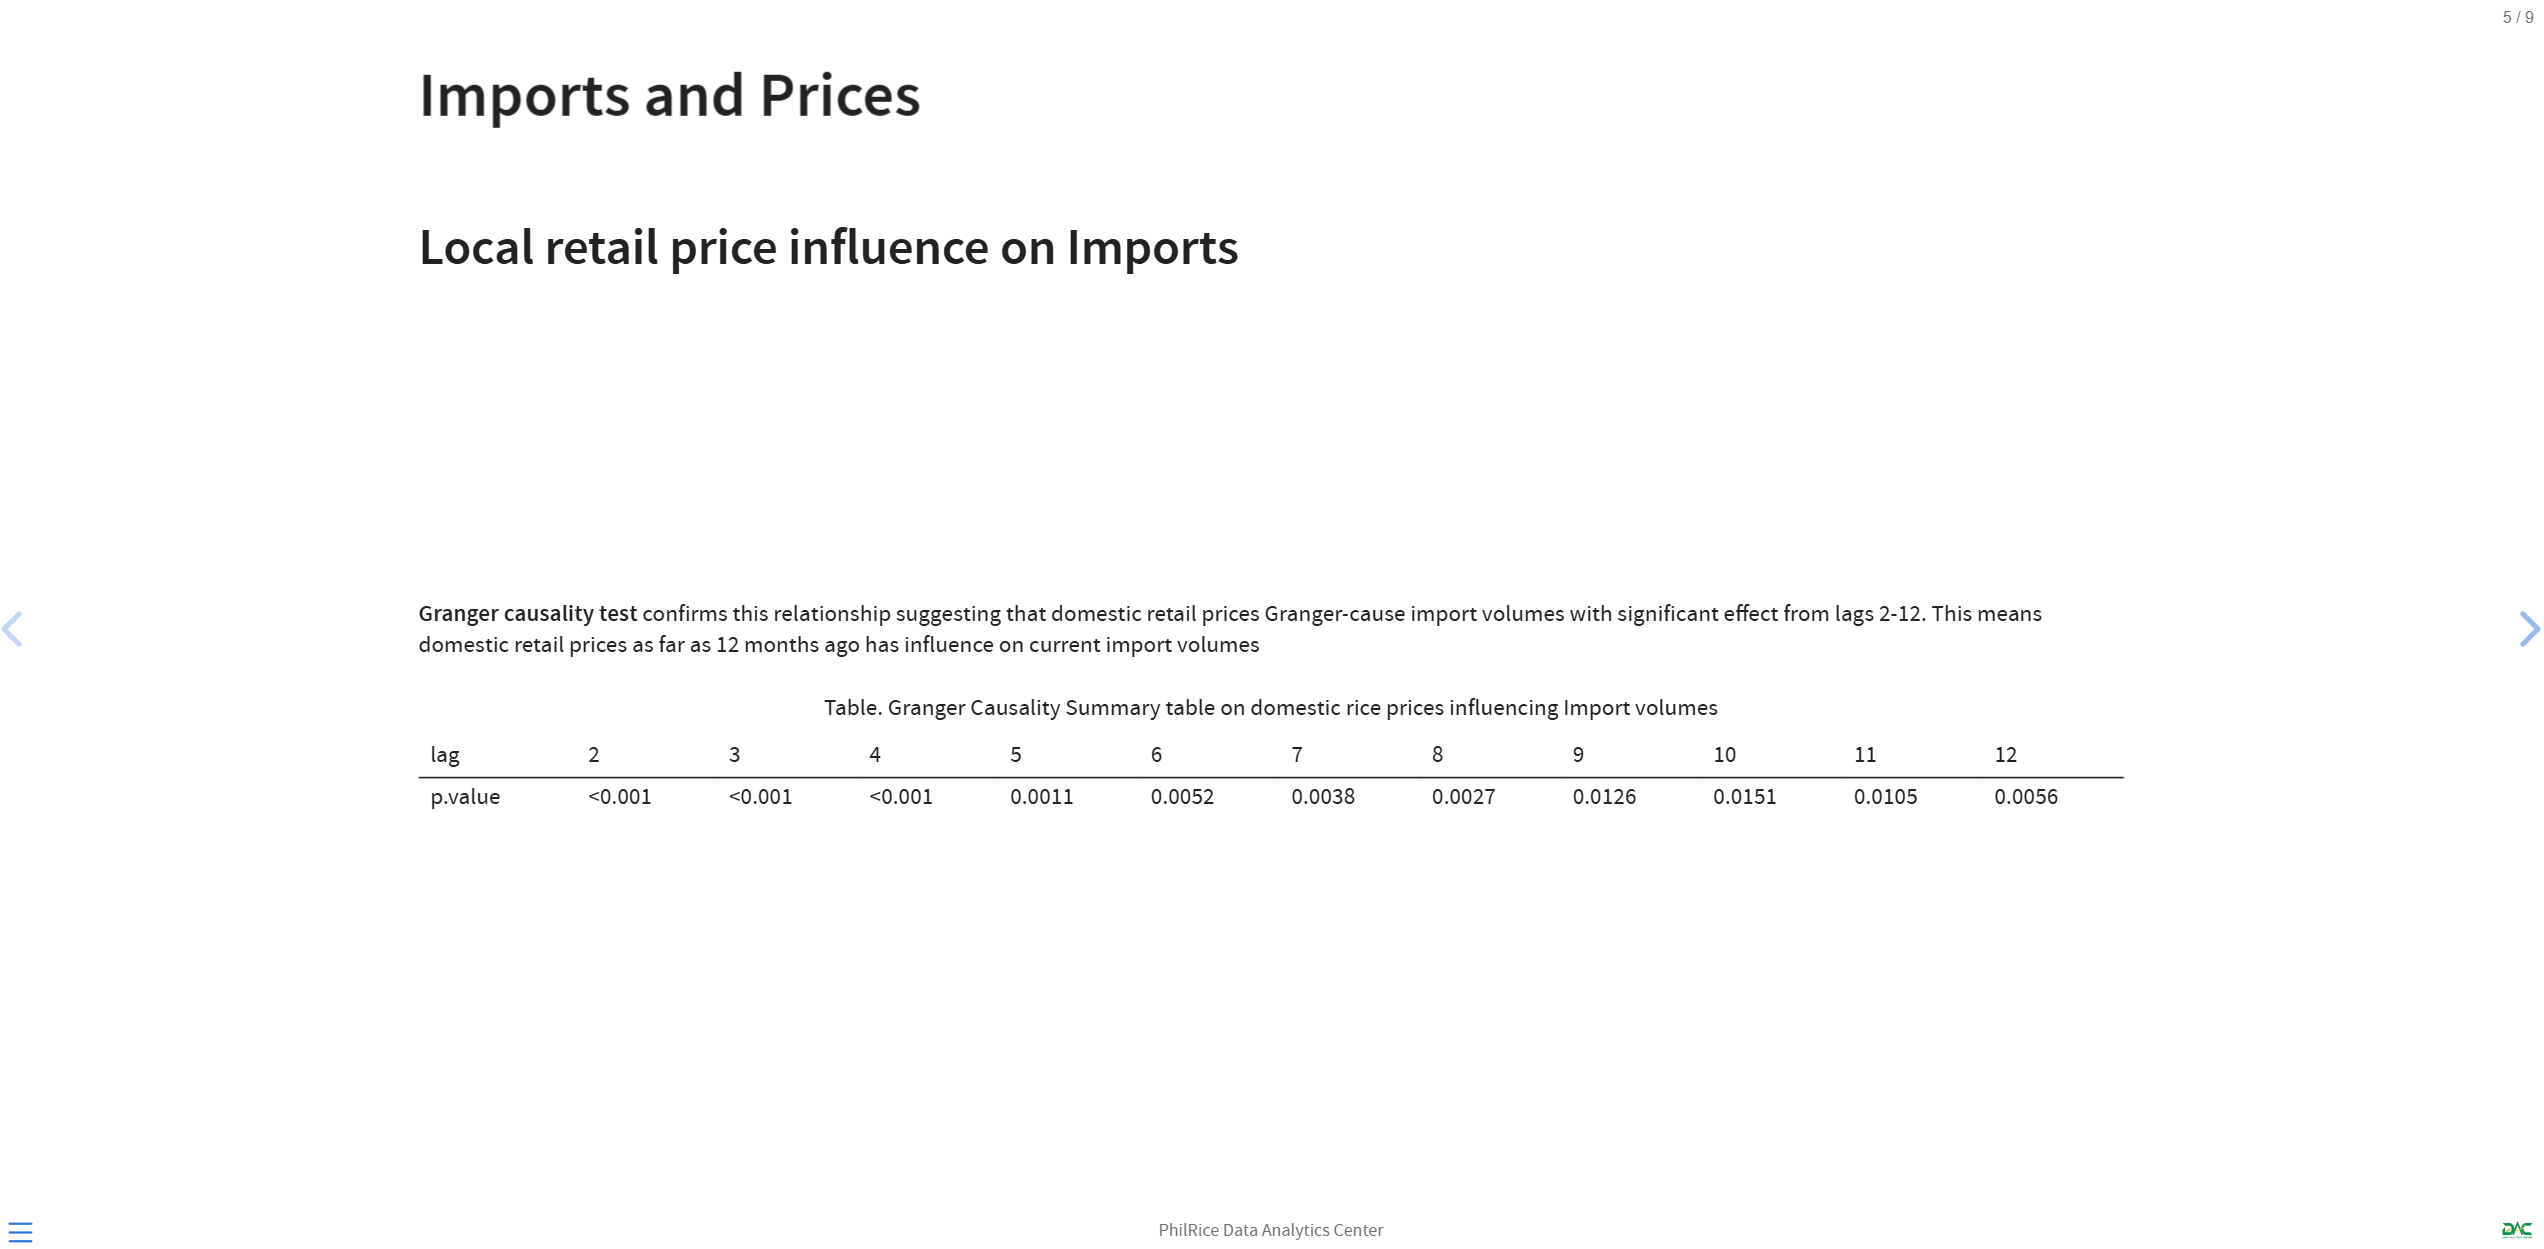 5 / 9
Imports and Prices
Local retail price influence on Imports
Granger causality test confirms this relationship suggesting that domestic retail prices Granger-cause import volumes with significant effect from lags 2-12. This means
domestic retail prices as far as 12 months ago has influence on current import volumes
Table. Granger Causality Summary table on domestic rice prices influencing Import volumes
lag 2 3 4 5 6 7 8 9 10 11 12
p.value <0.001 <0.001 <0.001 0.0011 0.0052 0.0038 0.0027 0.0126 0.0151 0.0105 0.0056
PhilRice Data Analytics Center
DAC